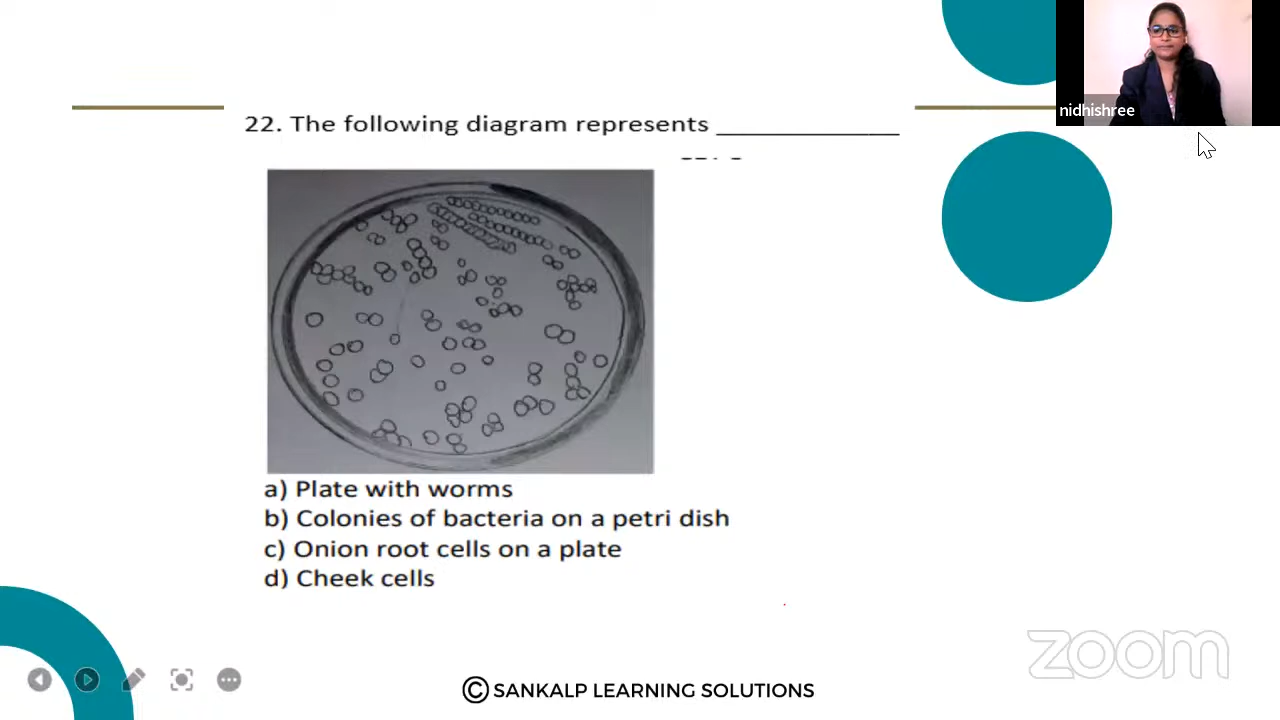 nidhishree
22. The following diagram represents _______________
a) Plate with worms
b) Colonies of bacteria on a petri dish
c) Onion root cells on a plate
d) Cheek cells
zoom
© SANKALP LEARNING SOLUTIONS